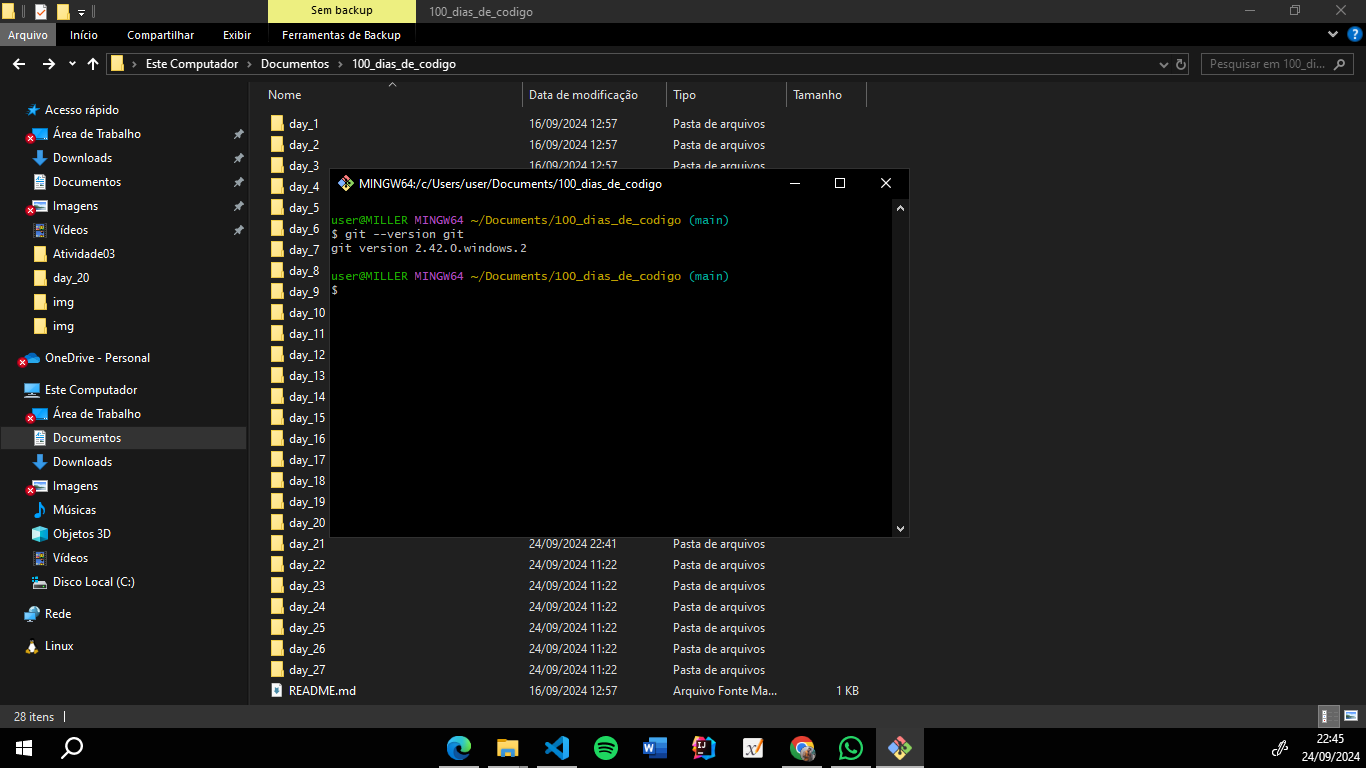 Sem backup
100_dias_de_codigo
Arquivo
Início
Compartilhar
Exibir
Ferramentas de Backup
Este Computador
Documentos
100_dias_de_codigo
Pesquisar em 100_di...
Acesso rápido
Área de Trabalho
Downloads
Documentos
Imagens
Vídeos
Atividade03
day_20
img
img
OneDrive - Personal
Este Computador
Área de Trabalho
Documentos
Downloads
Imagens
Músicas
Objetos 3D
Vídeos
Disco Local (C:)
Rede
Linux
Nome Data de modificação Tipo Tamanho
day_1 16/09/2024 12:57 Pasta de arquivos
day_2 16/09/2024 12:57 Pasta de arquivos
day_3 16/09/2024 12:57 Pasta de arquivos
day_4
day_5
day_6
day_7
day_8
day_9
day_10
day_11
day_12
day_13
day_14
day_15
day_16
day_17
day_18
day_19
day_20
day_21 24/09/2024 22:41 Pasta de arquivos
day_22 24/09/2024 11:22 Pasta de arquivos
day_23 24/09/2024 11:22 Pasta de arquivos
day_24 24/09/2024 11:22 Pasta de arquivos
day_25 24/09/2024 11:22 Pasta de arquivos
day_26 24/09/2024 11:22 Pasta de arquivos
day_27 24/09/2024 11:22 Pasta de arquivos
README.md 16/09/2024 12:57 Arquivo Fonte Ma... 1 KB
MINGW64:/c/Users/user/Documents/100_dias_de_codigo
user@MILLER MINGW64 ~/Documents/100_dias_de_codigo (main)
$ git --version git
git version 2.42.0.windows.2
user@MILLER MINGW64 ~/Documents/100_dias_de_codigo (main)
$
28 itens
22:45
24/09/2024